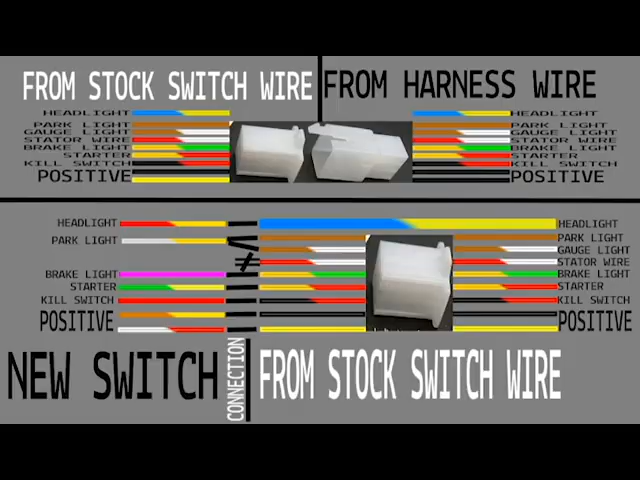 FROM STOCK SWITCH WIRE
FROM HARNESS WIRE
HEADLIGHT
PARK LIGHT
GAUGE LIGHT
STATOR WIRE
BRAKE LIGHT
STARTER
KILL SWITCH
POSITIVE
HEADLIGHT
PARK LIGHT
GAUGE LIGHT
STATOR WIRE
BRAKE LIGHT
STARTER
KILL SWITCH
POSITIVE
HEADLIGHT
PARK LIGHT
BRAKE LIGHT
STARTER
KILL SWITCH
POSITIVE
HEADLIGHT
PARK LIGHT
GAUGE LIGHT
STATOR WIRE
BRAKE LIGHT
STARTER
KILL SWITCH
POSITIVE
NEW SWITCH
CONNECTION
FROM STOCK SWITCH WIRE